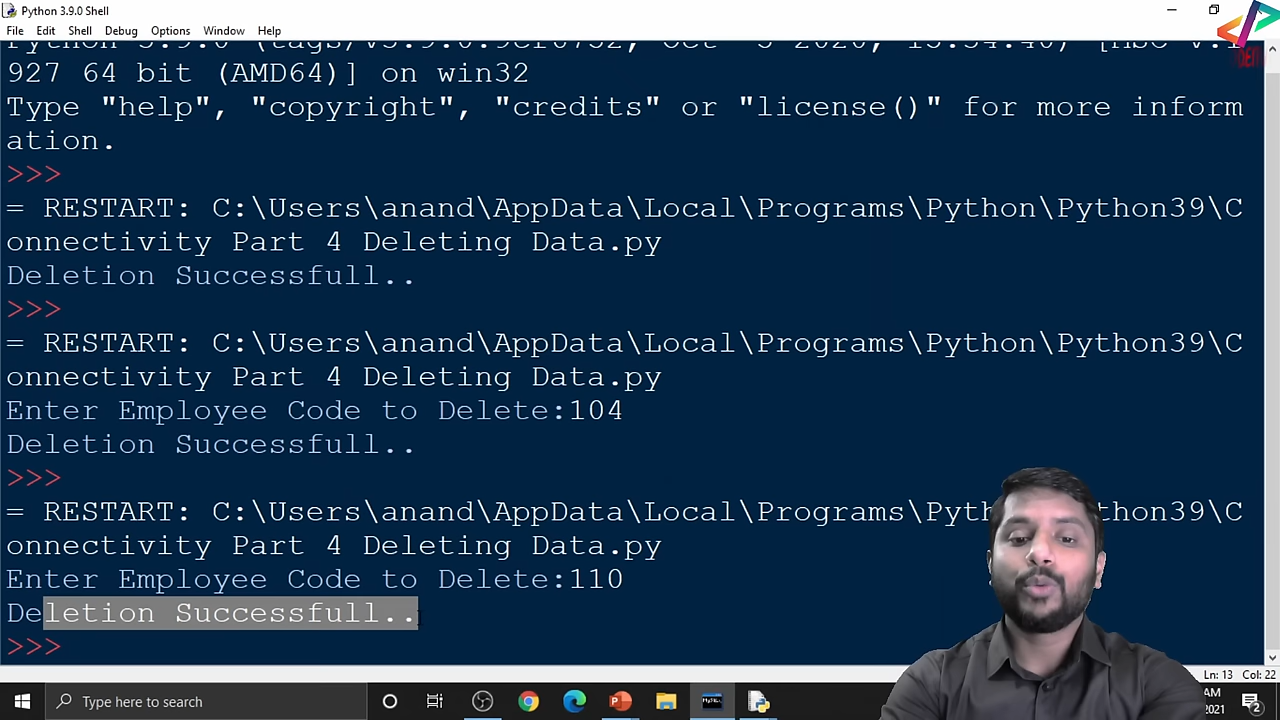 Python 3.9.0 Shell
File Edit Shell Debug Options Window Help
927 64 bit (AMD64)] on win32
Type "help", "copyright", "credits" or "license()" for more inform
ation.
>>>
= RESTART: C:\Users\anand\AppData\Local\Programs\Python\Python39\C
onnectivity Part 4 Deleting Data.py
Deletion Successfull..
>>>
= RESTART: C:\Users\anand\AppData\Local\Programs\Python\Python39\C
onnectivity Part 4 Deleting Data.py
Enter Employee Code to Delete:104
Deletion Successfull..
>>>
= RESTART: C:\Users\anand\AppData\Local\Programs\Pyth thon39\C
onnectivity Part 4 Deleting Data.py
Enter Employee Code to Delete:110
Deletion Successfull..
>>>
Ln: 13 Col: 22
Type here to search
AM
2021
2